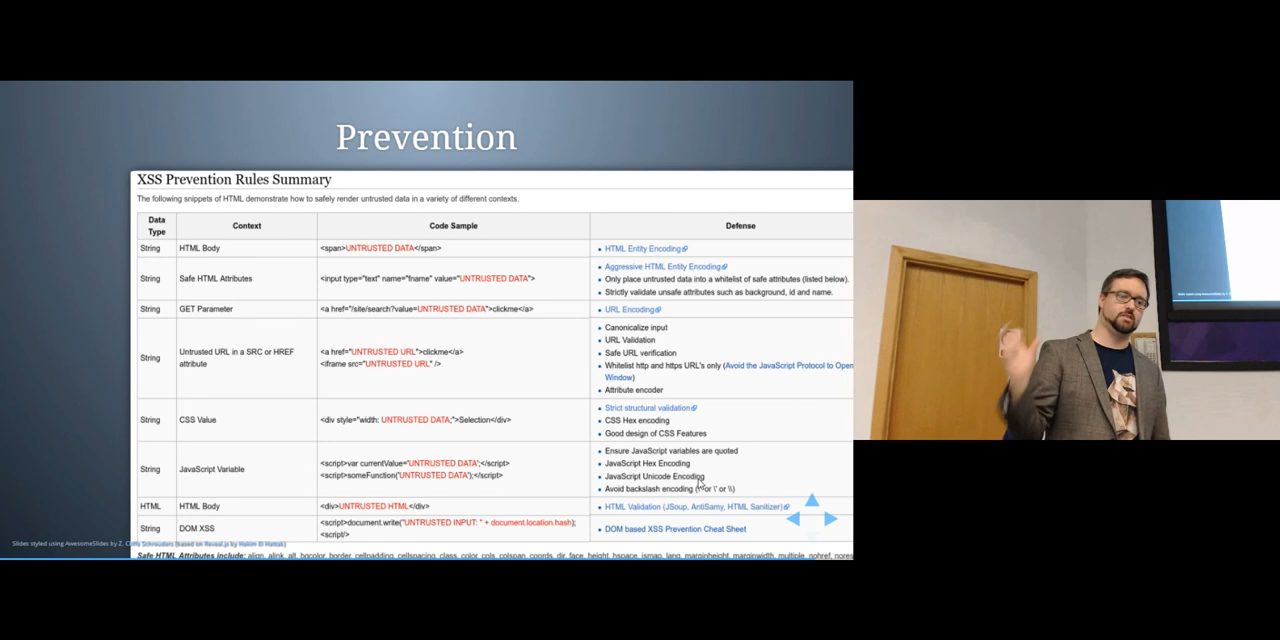 Prevention
XSS Prevention Rules Summary
The following snippets of HTML demonstrate how to safely render untrusted data in a variety of different contexts.
Data Type Context Code Sample Defense
String HTML Body <span>UNTRUSTED DATA</span> HTML Entity Encoding
String Safe HTML Attributes <input type="text" name="fname" value="UNTRUSTED DATA">
Aggressive HTML Entity Encoding
Only place untrusted data into a whitelist of safe attributes (listed below).
Strictly validate unsafe attributes such as background, id and name.
String GET Parameter <a href="/site/search?value=UNTRUSTED DATA">clickme</a> URL Encoding
String Untrusted URL in a SRC or HREF attribute
<a href="UNTRUSTED URL">clickme</a>
<iframe src="UNTRUSTED URL" />
Canonicalize input
URL Validation
Safe URL verification
Whitelist http and https URL's only (Avoid the JavaScript Protocol to Open
Window)
Attribute encoder
String CSS Value <div style="width: UNTRUSTED DATA;">Selection</div>
Strict structural validation
CSS Hex encoding
Good design of CSS Features
String JavaScript Variable
<script>var currentValue='UNTRUSTED DATA';</script>
<script>someFunction('UNTRUSTED DATA');</script>
Ensure JavaScript variables are quoted
JavaScript Hex Encoding
JavaScript Unicode Encoding
Avoid backslash encoding (\" or \' or \\)
HTML HTML Body <div>UNTRUSTED HTML</div> HTML Validation (JSoup, AntiSamy, HTML Sanitizer)
String DOM XSS
<script>document.write("UNTRUSTED INPUT: " + document.location.hash);
<script/>
DOM based XSS Prevention Cheat Sheet
Slides styled using AwesomeSlides by Z. Cliffe Schreuders (based on Reveal.js by Hakim El Hattab)
Safe HTML Attributes include: align, alink, alt, bgcolor, border, cellpadding, cellspacing, class, color, cols, colspan, coords, dir, face, height, hspace, ismap, lang, marginheight, marginwidth, multiple, nohref, nores